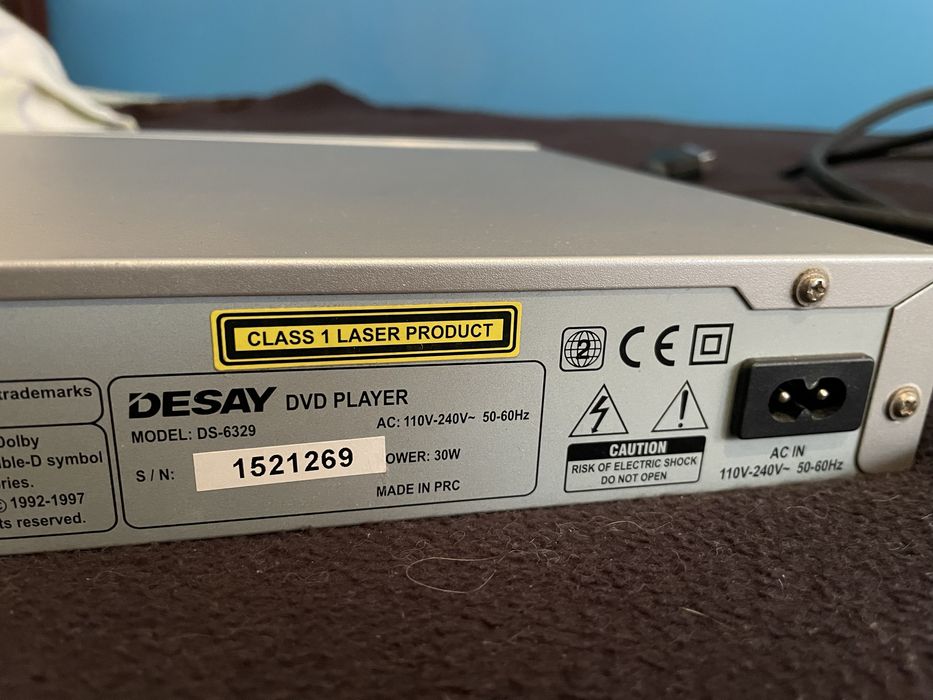 CLASS 1 LASER PRODUCT
2
CE
trademarks
Dolby
ble-D symbol
ries.
© 1992-1997
ts reserved.
DESAY DVD PLAYER
MODEL: DS-6329
AC: 110V-240V~ 50-60Hz
S / N: 1521269
OWER: 30W
MADE IN PRC
CAUTION
RISK OF ELECTRIC SHOCK
DO NOT OPEN
AC IN
110V-240V~ 50-60Hz